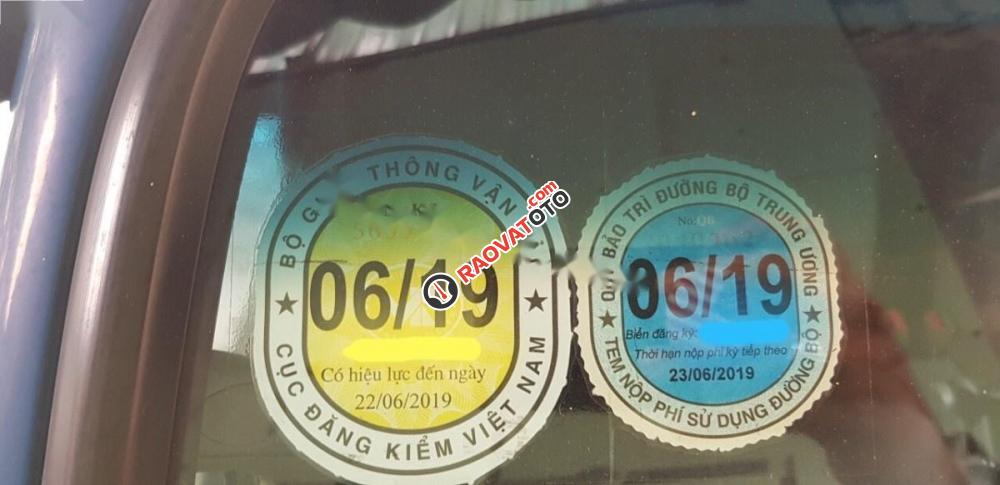 BỘ THÔNG VẬN
06/19
Có hiệu lực đến ngày
22/06/2019
CỤC ĐĂNG KIỂM VIỆT NAM
RAOVATOTO
.com
QUỸ BẢO TRÌ ĐƯỜNG BỘ TRUNG ƯƠNG
No:QB
06/19
Biển đăng ký:
Thời hạn nộp phí kỳ tiếp theo
23/06/2019
TEM NỘP PHÍ SỬ DỤNG ĐƯỜNG BỘ